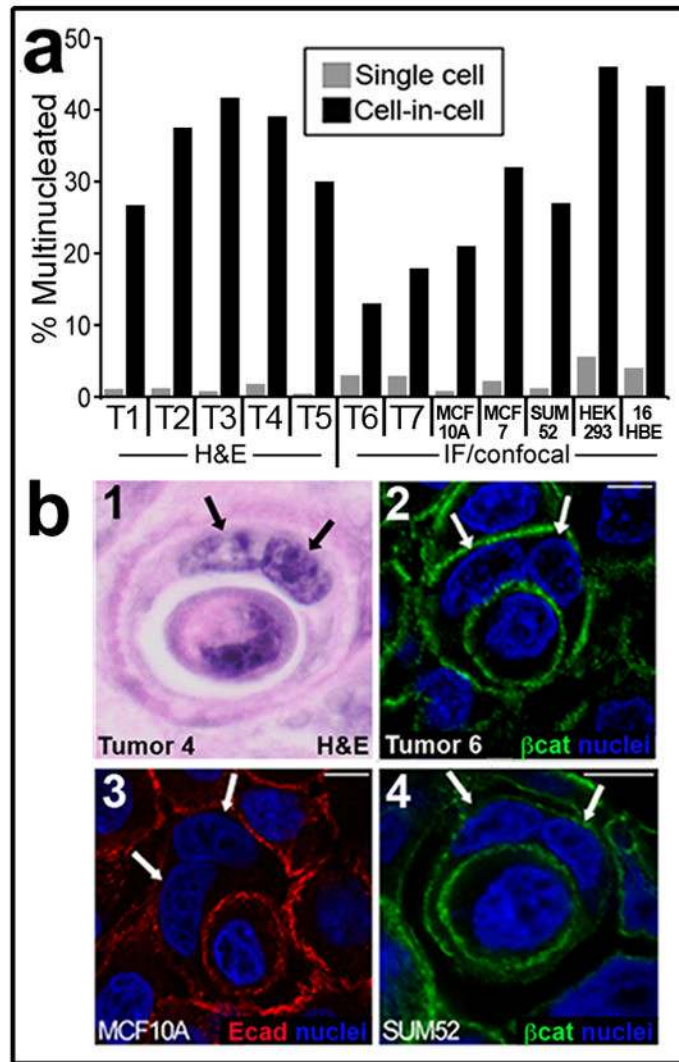 a
50
40
30
20
10
0
% Multinucleated
Single cell
Cell-in-cell
T1 T2 T3 T4 T5 T6 T7 MCF 10A MCF 7 SUM 52 HEK 293 16 HBE
H&E IF/confocal
b
1
Tumor 4 H&E
2
Tumor 6 βcat nuclei
3
MCF10A Ecad nuclei
4
SUM52 βcat nuclei